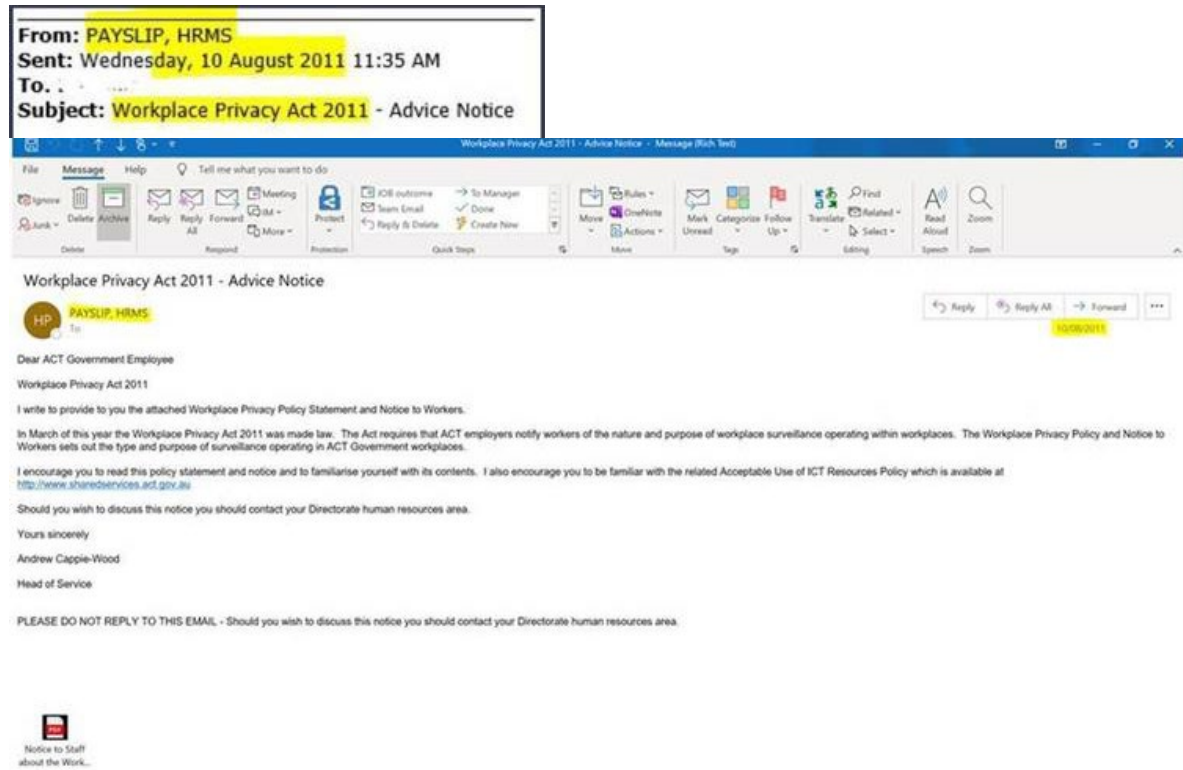 From: PAYSLIP, HRMS
Sent: Wednesday, 10 August 2011 11:35 AM
To.
Subject: Workplace Privacy Act 2011 - Advice Notice
Workplace Privacy Act 2011 - Advice Notice - Message (Rich Text)
File Message Help Tell me what you want to do
Ignore
Junk
Delete
Archive
Reply
Reply All
Forward
Meeting
IM
More
Protect
JOB outcome
Team Email
Reply & Delete
To Manager
Done
Create New
Move
Rules
OneNote
Actions
Mark Unread
Categorize
Follow Up
Translate
Find
Related
Select
Read Aloud
Zoom
Delete Respond Protection Quick Steps Move Tags Editing Speech Zoom
Workplace Privacy Act 2011 - Advice Notice
HP
PAYSLIP, HRMS
To
Reply Reply All Forward
10/08/2011
Dear ACT Government Employee
Workplace Privacy Act 2011
I write to provide to you the attached Workplace Privacy Policy Statement and Notice to Workers.
In March of this year the Workplace Privacy Act 2011 was made law. The Act requires that ACT employers notify workers of the nature and purpose of workplace surveillance operating within workplaces. The Workplace Privacy Policy and Notice to
Workers sets out the type and purpose of surveillance operating in ACT Government workplaces.
I encourage you to read this policy statement and notice and to familiarise yourself with its contents. I also encourage you to be familiar with the related Acceptable Use of ICT Resources Policy which is available at
http://www.sharedservices.act.gov.au
Should you wish to discuss this notice you should contact your Directorate human resources area.
Yours sincerely
Andrew Cappie-Wood
Head of Service
PLEASE DO NOT REPLY TO THIS EMAIL - Should you wish to discuss this notice you should contact your Directorate human resources area.
PDF
Notice to Staff
about the Work...